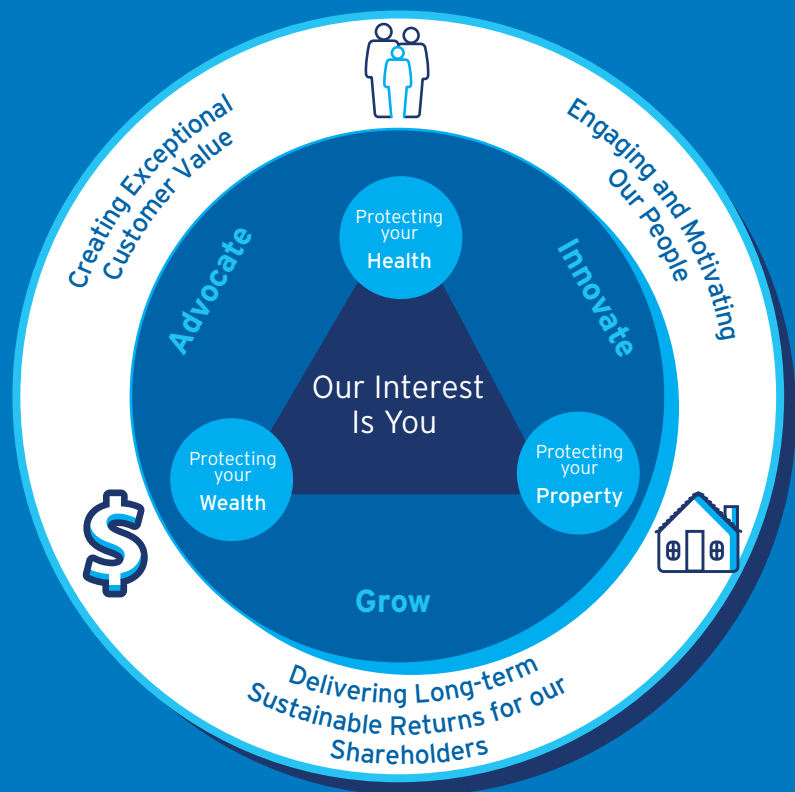 Creating Exceptional
Customer Value
Engaging and Motivating
Our People
Advocate
Innovate
Protecting
your
Health
Our Interest
Is You
Protecting
your
Wealth
Protecting
your
Property
Grow
Delivering Long-term
Sustainable Returns for our
Shareholders